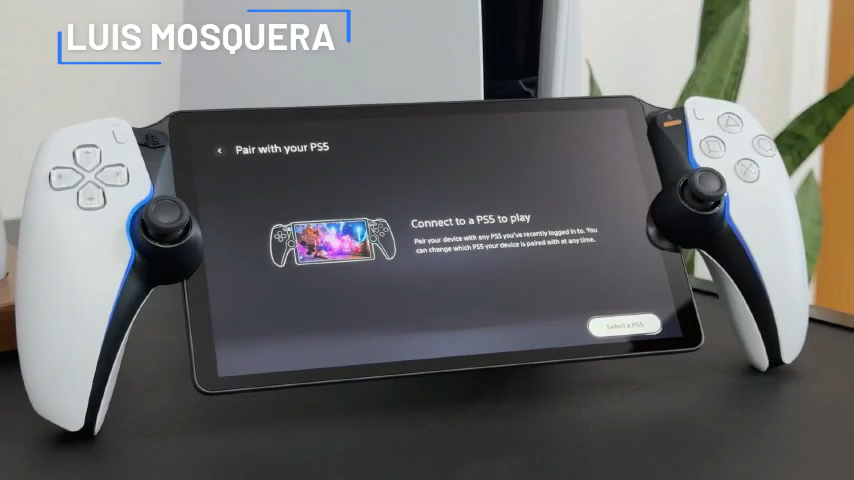 LUIS MOSQUERA
Pair with your PS5
Connect to a PS5 to play
Pair your device with any PS5 you've recently logged in to. You
can change which PS5 your device is paired with at any time.
Select a PS5